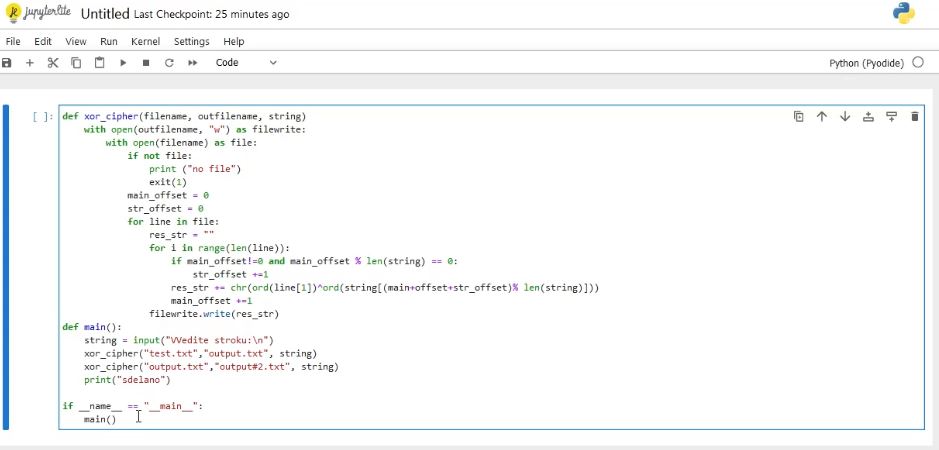 jupyterlite Untitled Last Checkpoint: 25 minutes ago
File Edit View Run Kernel Settings Help
Code Python (Pyodide)
[ ]: def xor_cipher(filename, outfilename, string)
    with open(outfilename, "w") as filewrite:
        with open(filename) as file:
            if not file:
                print ("no file")
                exit(1)
            main_offset = 0
            str_offset = 0
            for line in file:
                res_str = ""
                for i in range(len(line)):
                    if main_offset!=0 and main_offset % len(string) == 0:
                        str_offset +=1
                    res_str += chr(ord(line[1])^ord(string[(main+offset+str_offset)% len(string)]))
                    main_offset +=1
                filewrite.write(res_str)
def main():
    string = input("VVedite stroku:\n")
    xor_cipher("test.txt","output.txt", string)
    xor_cipher("output.txt","output#2.txt", string)
    print("sdelano")
if __name__ == "__main__":
    main()